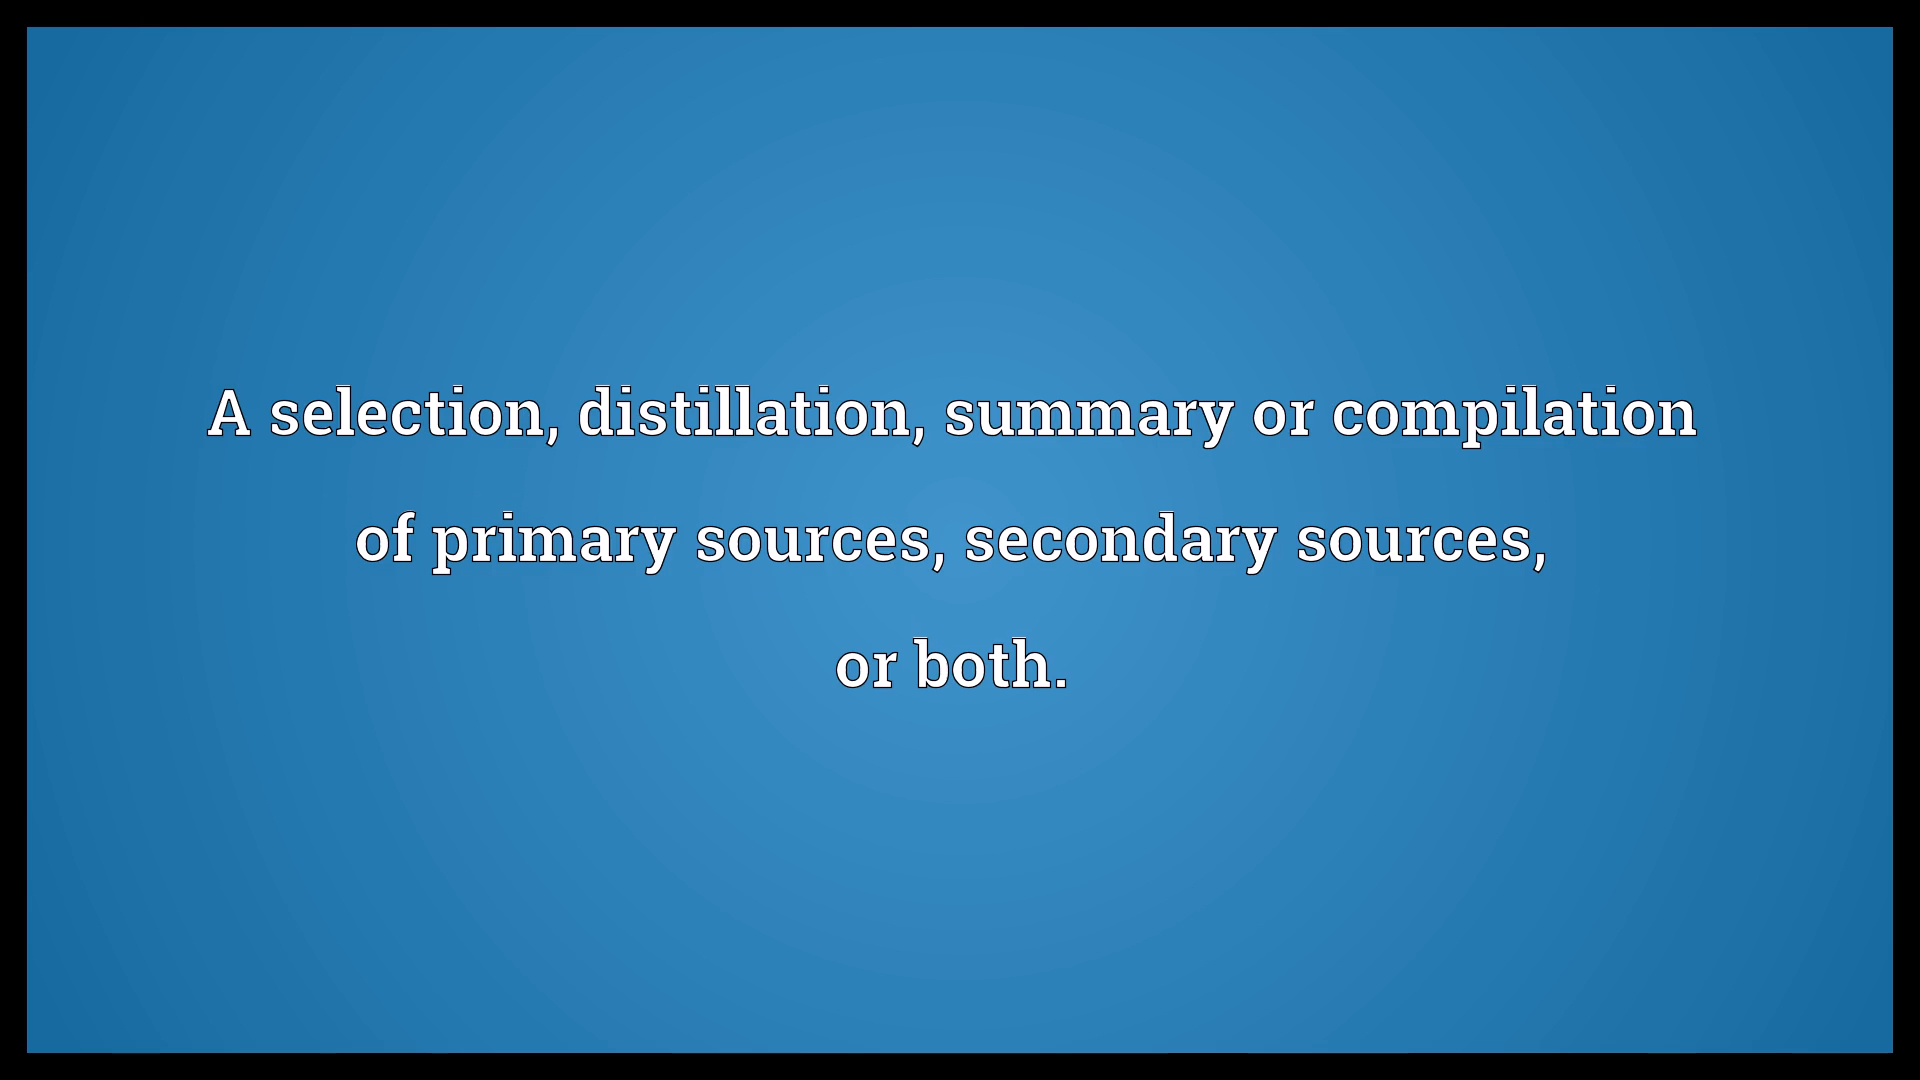 A selection, distillation, summary or compilation
of primary sources, secondary sources,
or both.